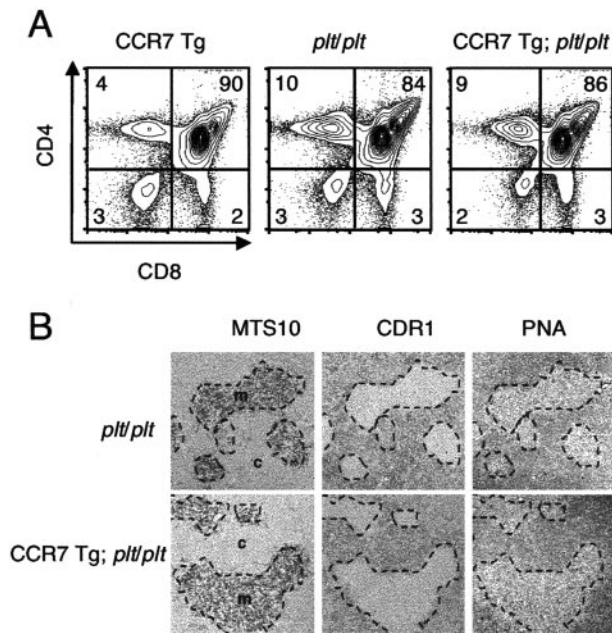 A
CCR7 Tg
plt/plt
CCR7 Tg; plt/plt
4 90
10 84
9 86
CD4
3 2
3 3
2 3
CD8
B
MTS10 CDR1 PNA
plt/plt
m
c
CCR7 Tg; plt/plt
c
m